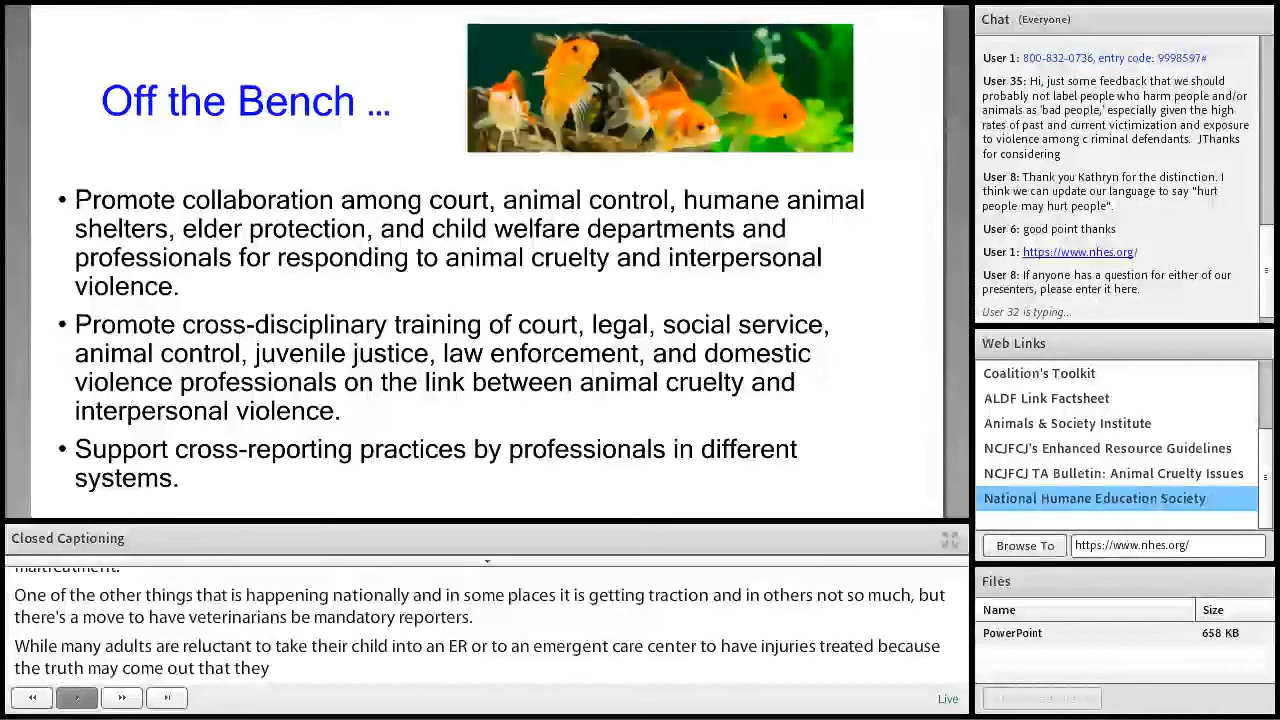 Off the Bench ...
• Promote collaboration among court, animal control, humane animal
shelters, elder protection, and child welfare departments and
professionals for responding to animal cruelty and interpersonal
violence.
• Promote cross-disciplinary training of court, legal, social service,
animal control, juvenile justice, law enforcement, and domestic
violence professionals on the link between animal cruelty and
interpersonal violence.
• Support cross-reporting practices by professionals in different
systems.
Closed Captioning
maltreatment.
One of the other things that is happening nationally and in some places it is getting traction and in others not so much, but
there's a move to have veterinarians be mandatory reporters.
While many adults are reluctant to take their child into an ER or to an emergent care center to have injuries treated because
the truth may come out that they
Live
Chat (Everyone)
User 1: 800-832-0736, entry code: 9998597#
User 35: Hi, just some feedback that we should
probably not label people who harm people and/or
animals as 'bad people,' especially given the high
rates of past and current victimization and exposure
to violence among c riminal defendants. JThanks
for considering
User 8: Thank you Kathryn for the distinction. I
think we can update our language to say "hurt
people may hurt people".
User 6: good point thanks
User 1: https://www.nhes.org/
User 8: If anyone has a question for either of our
presenters, please enter it here.
User 32 is typing...
Web Links
Coalition's Toolkit
ALDF Link Factsheet
Animals & Society Institute
NCJFCJ's Enhanced Resource Guidelines
NCJFCJ TA Bulletin: Animal Cruelty Issues
National Humane Education Society
Browse To https://www.nhes.org/
Files
Name Size
PowerPoint 658 KB